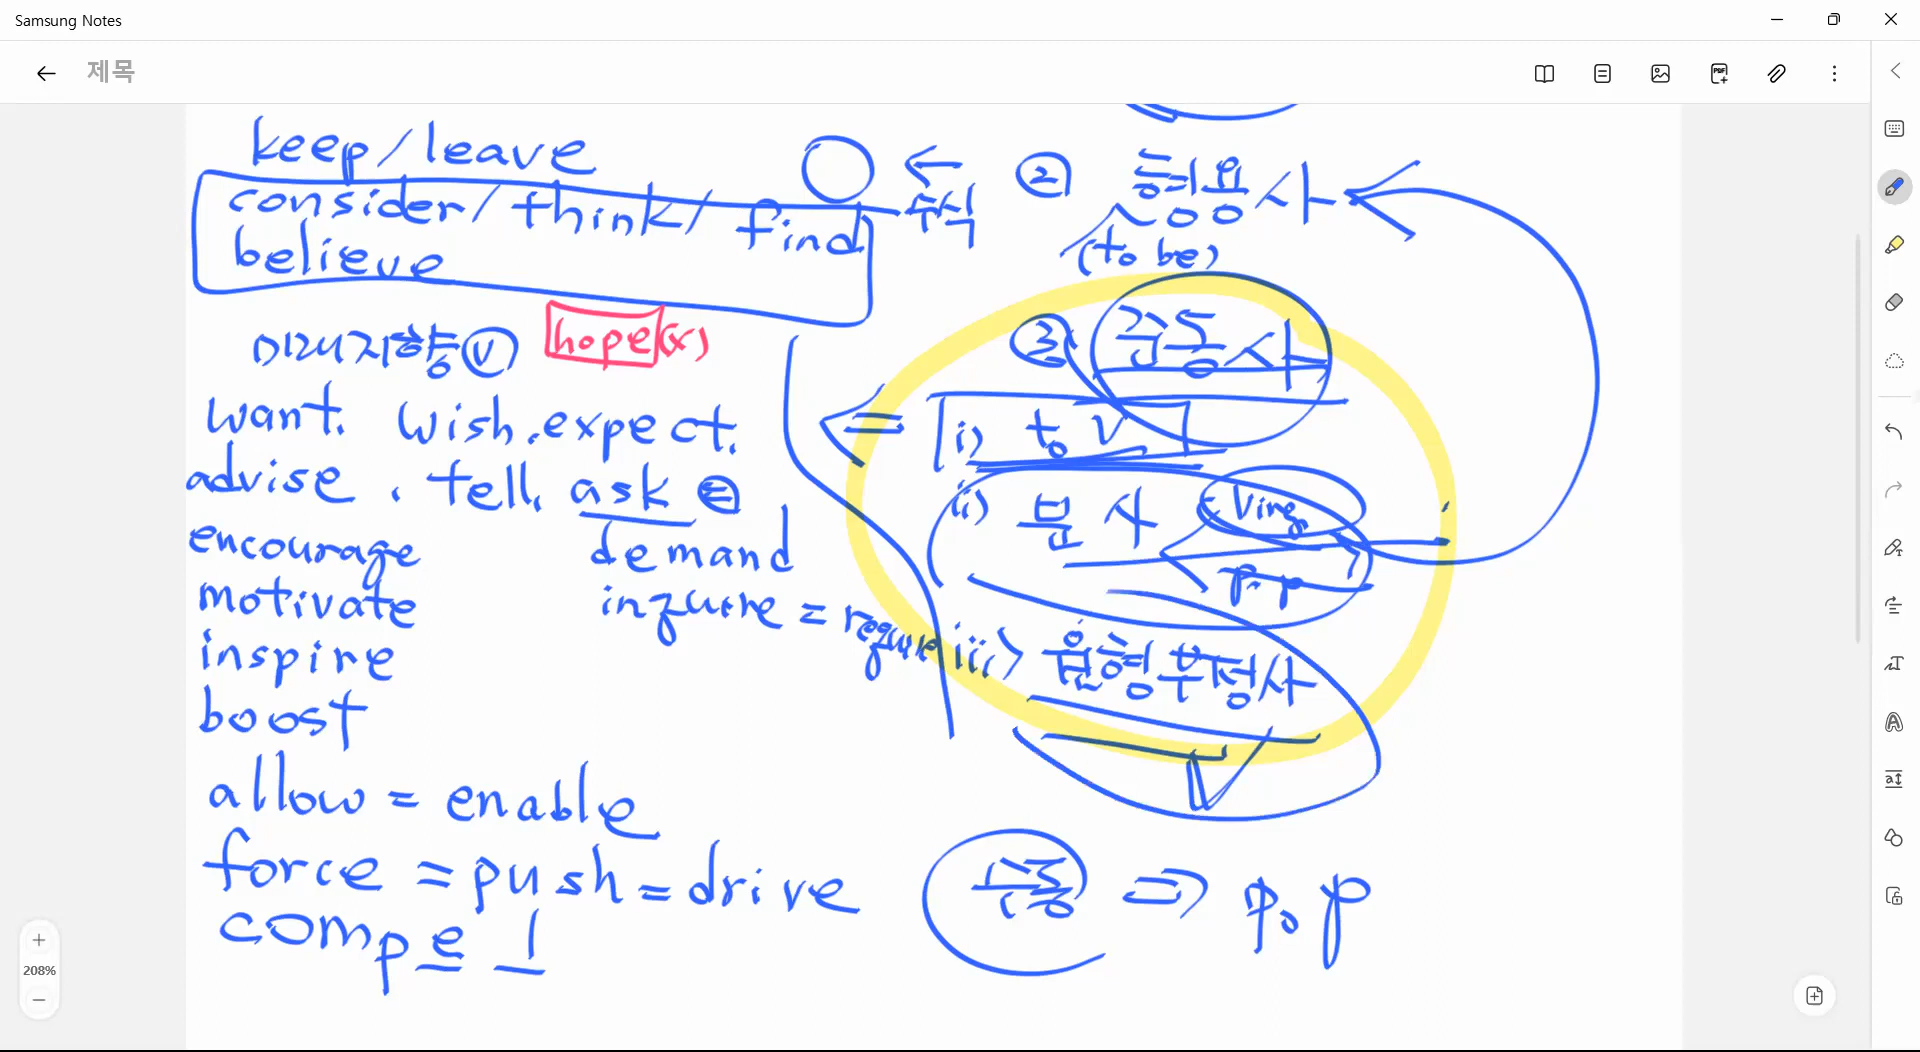 Samsung Notes
제목
keep/leave
consider/think/find
believe
○ ← 수식
② 형용사
(to be)
미래지향 ⓥ hope(x)
want. wish. expect.
advise. tell. ask
encourage
motivate
inspire
boost
demand
inquire = require
③ 준동사
i) to V
ii) 분사 Ving
p.p
iii) 원형부정사
allow = enable
force = push = drive
compel
수동 ⇒ p.p
208%